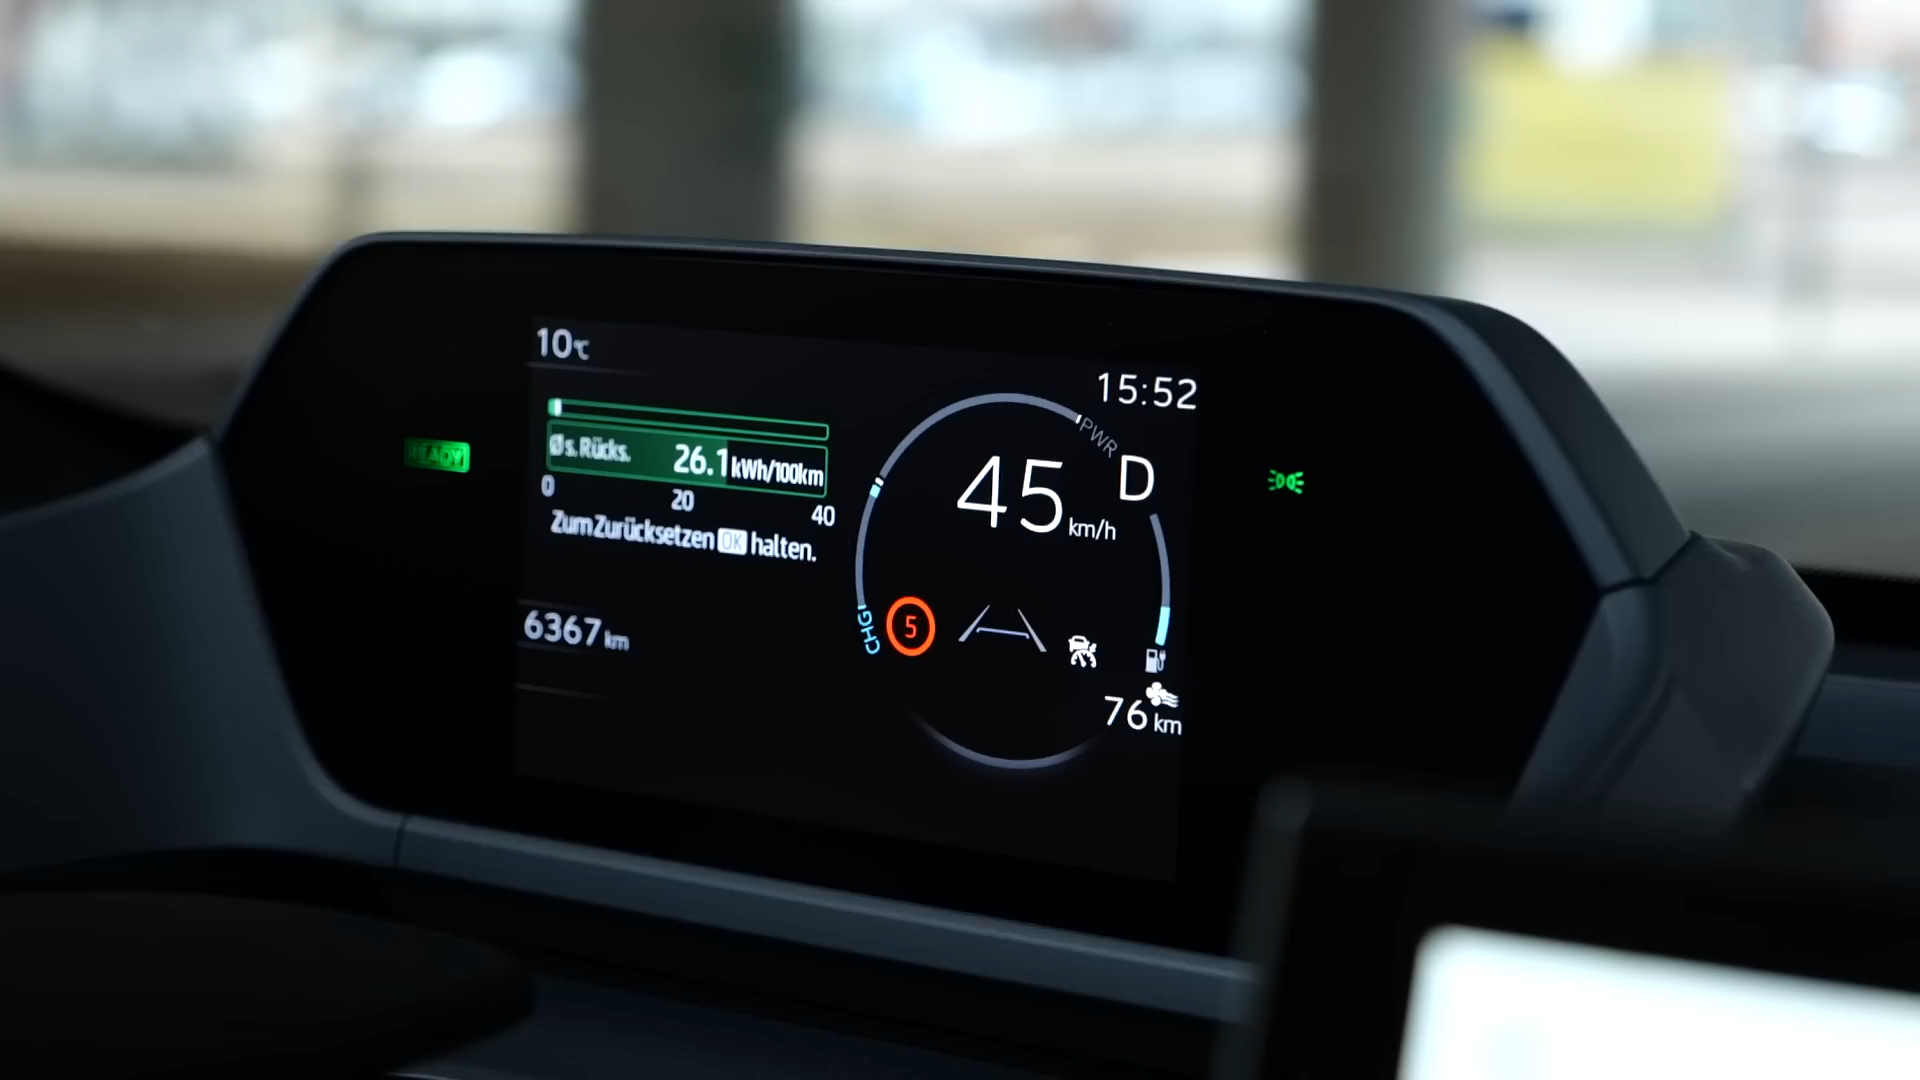 10°C
15:52
PWR
READY
Ø s. Rücks. 26.1 kWh/100km
0 20 40
Zum Zurücksetzen OK halten.
45 km/h
D
CHG
5
6367 km
76 km